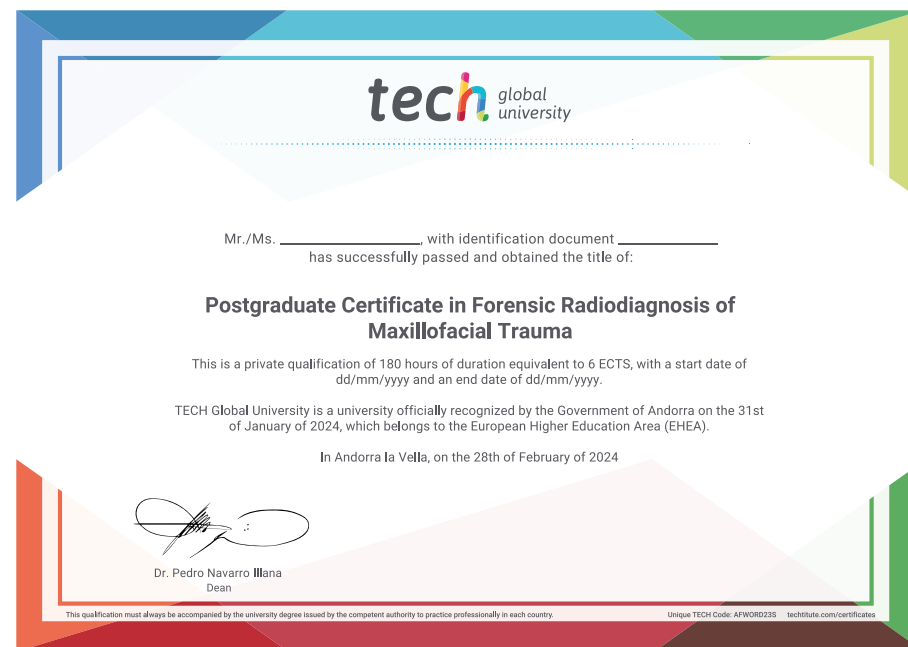 tech global
university
Mr./Ms. ____________________, with identification document ______________
has successfully passed and obtained the title of:
Postgraduate Certificate in Forensic Radiodiagnosis of
Maxillofacial Trauma
This is a private qualification of 180 hours of duration equivalent to 6 ECTS, with a start date of
dd/mm/yyyy and an end date of dd/mm/yyyy.
TECH Global University is a university officially recognized by the Government of Andorra on the 31st
of January of 2024, which belongs to the European Higher Education Area (EHEA).
In Andorra la Vella, on the 28th of February of 2024
Dr. Pedro Navarro Illana
Dean
This qualification must always be accompanied by the university degree issued by the competent authority to practice professionally in each country.
Unique TECH Code: AFWORD23S techtitute.com/certificates